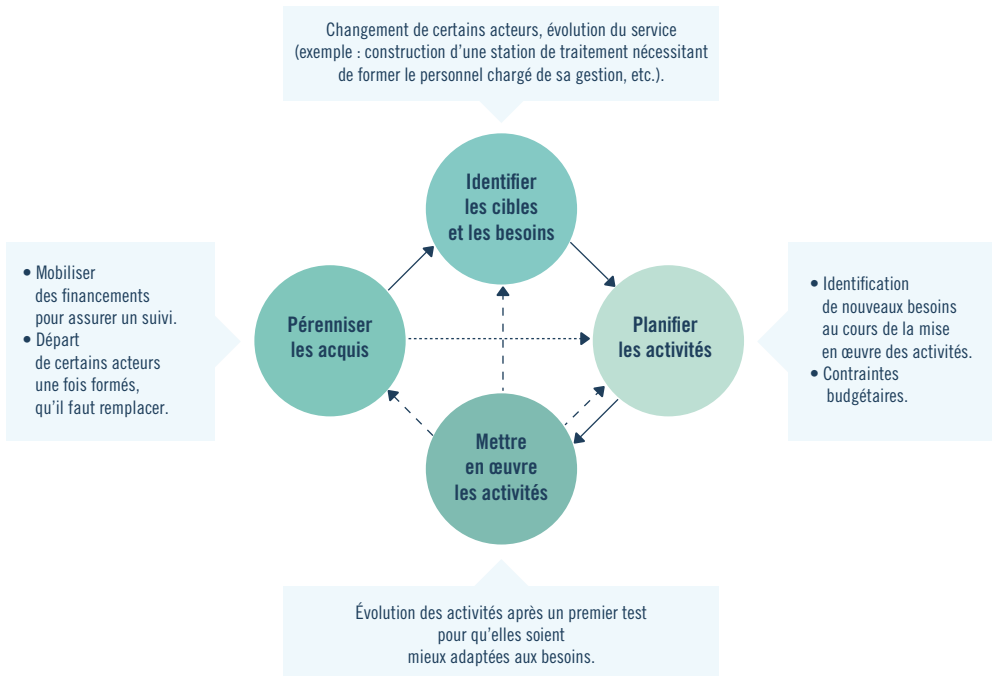 Changement de certains acteurs, évolution du service
(exemple : construction d’une station de traitement nécessitant
de former le personnel chargé de sa gestion, etc.).
Identifier
les cibles
et les besoins
• Mobiliser
des financements
pour assurer un suivi.
• Départ
de certains acteurs
une fois formés,
qu’il faut remplacer.
Pérenniser
les acquis
Planifier
les activités
• Identification
de nouveaux besoins
au cours de la mise
en œuvre des activités.
• Contraintes
budgétaires.
Mettre
en œuvre
les activités
Évolution des activités après un premier test
pour qu’elles soient
mieux adaptées aux besoins.